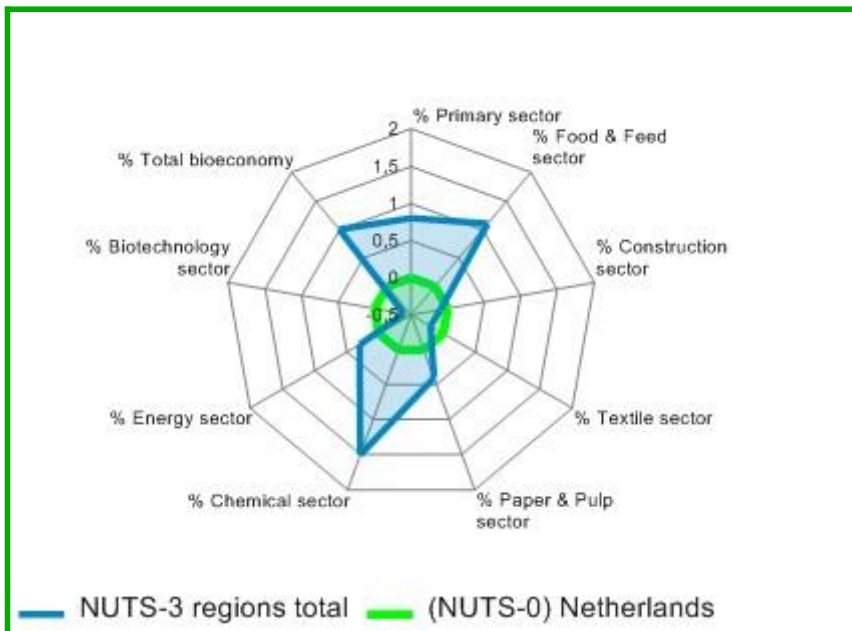 % Primary sector
2
% Food & Feed
sector
1,5
% Total bioeconomy
1
% Biotechnology
sector
% Construction
sector
0,5
0
-0,5
% Energy sector
% Textile sector
% Chemical sector
% Paper & Pulp
sector
NUTS-3 regions total
(NUTS-0) Netherlands